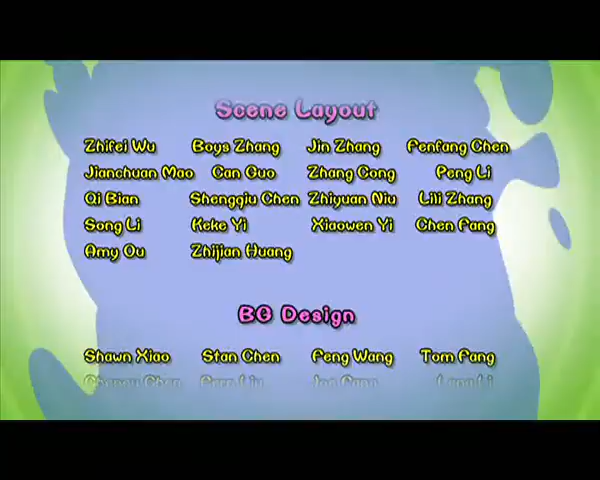 Scene Layout
Zhifei Wu Boys Zhang Jin Zhang Fenfang Chen
Jianchuan Mao Can Guo Zhang Cong Peng Li
Qi Bian Shengqiu Chen Zhiyuan Niu Lili Zhang
Song Li Keke Yi Xiaowen Yi Chen Fang
Amy Ou Zhijian Huang
BG Design
Shawn Xiao Stan Chen Feng Wang Tom Fang
Chen